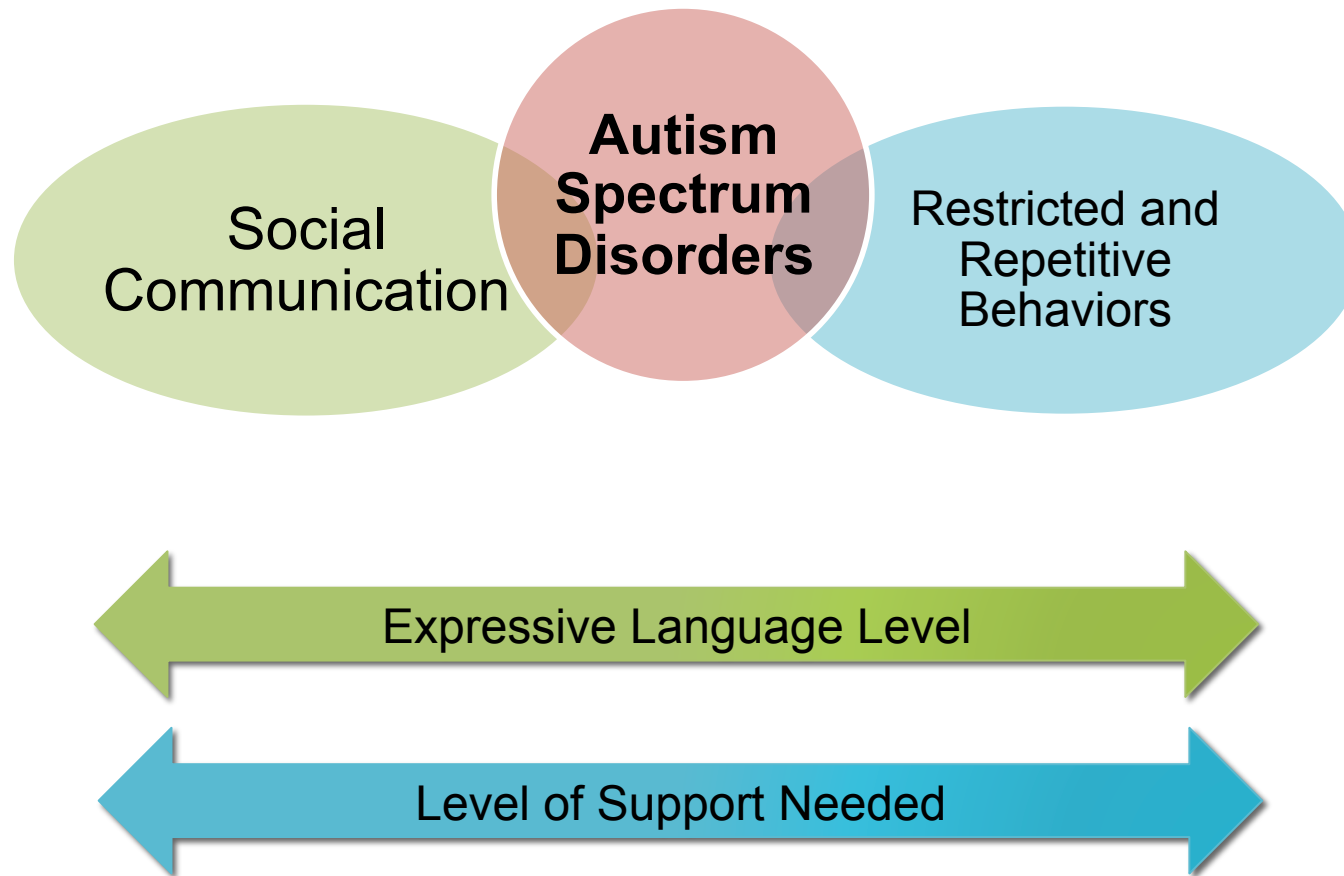 Autism
Spectrum
Disorders
Social
Communication
Restricted and
Repetitive
Behaviors
Expressive Language Level
Level of Support Needed